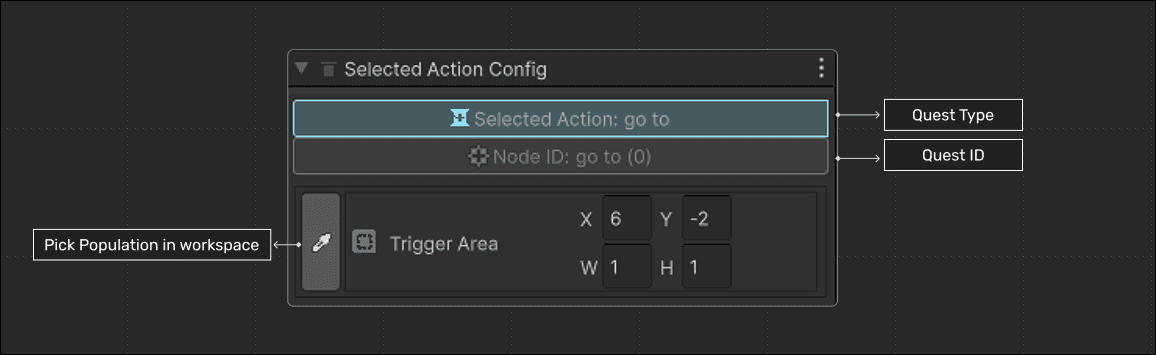 Selected Action Config
Selected Action: go to
Quest Type
Node ID: go to (0)
Quest ID
Pick Population in workspace
Trigger Area
X 6 Y -2
W 1 H 1